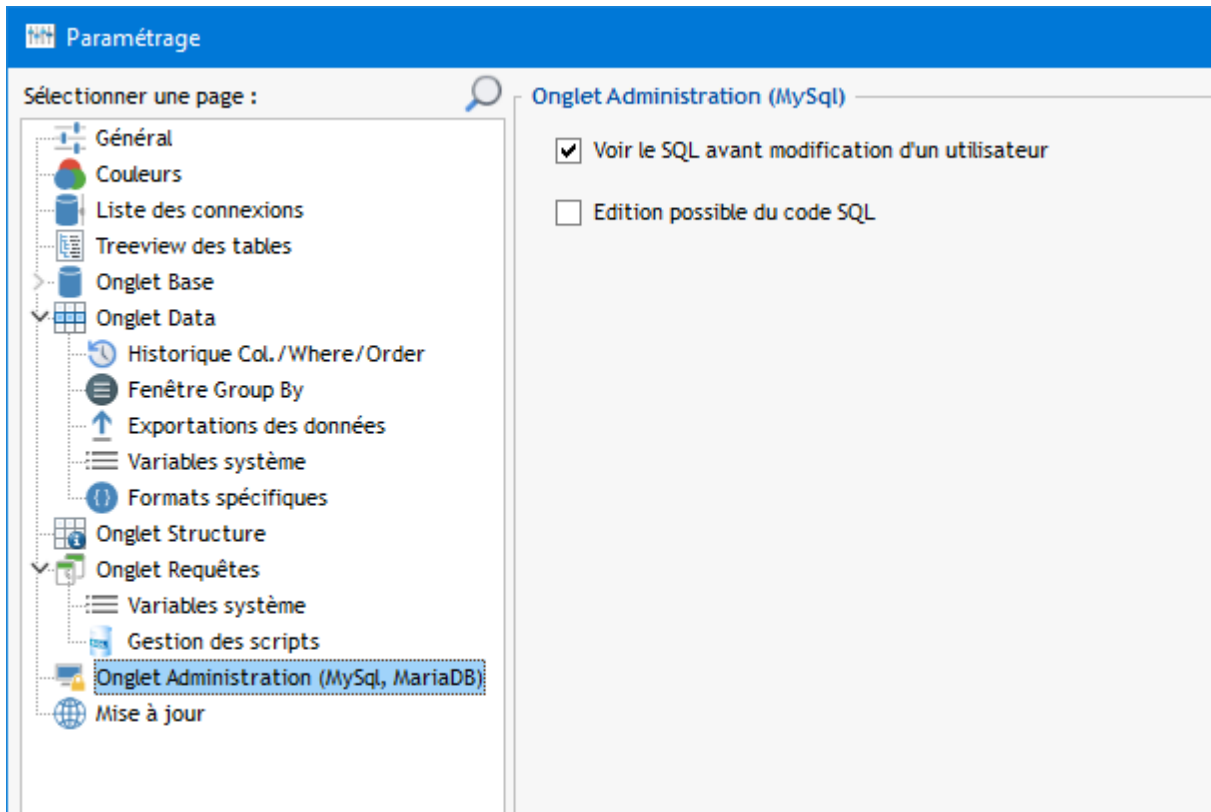 Paramétrage
Sélectionner une page :
Général
Couleurs
Liste des connexions
Treeview des tables
Onglet Base
Onglet Data
Historique Col./Where/Order
Fenêtre Group By
Exportations des données
Variables système
Formats spécifiques
Onglet Structure
Onglet Requêtes
Variables système
Gestion des scripts
Onglet Administration (MySql, MariaDB)
Mise à jour
Onglet Administration (MySql)
Voir le SQL avant modification d'un utilisateur
Edition possible du code SQL